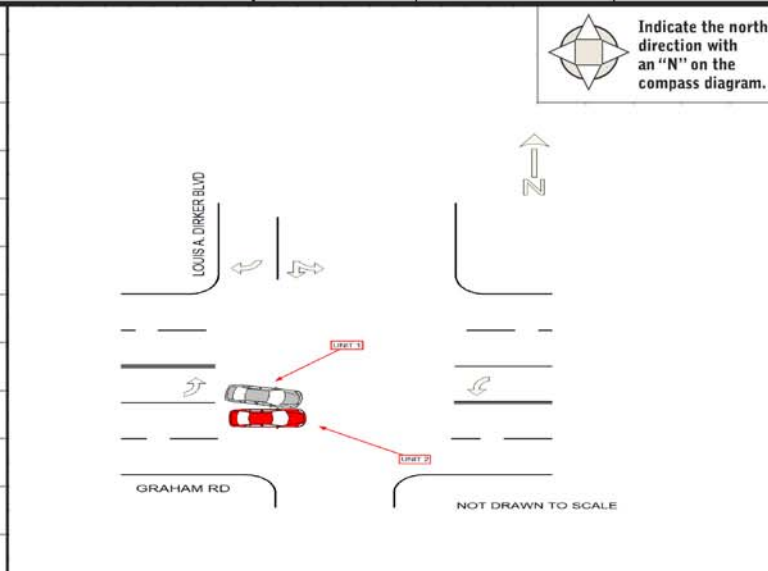 Indicate the north
direction with
an “N” on the
compass diagram.
N
LOUIS A. DIRKER BLVD
UNIT 1
UNIT 2
GRAHAM RD
NOT DRAWN TO SCALE